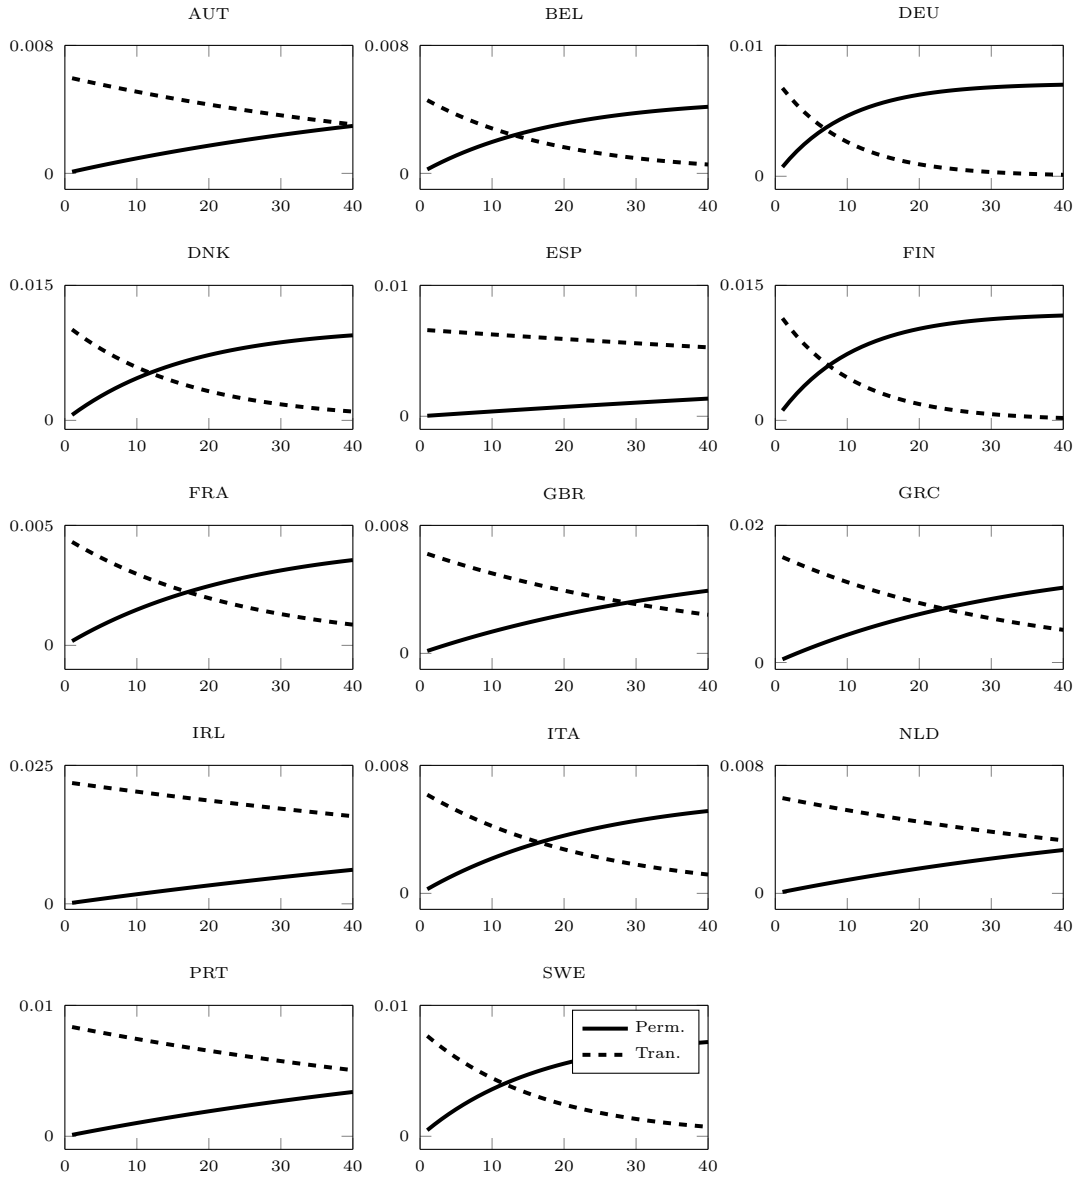 AUT BEL DEU
0.008 0.008 0.01
0 0 0
0 10 20 30 40 0 10 20 30 40 0 10 20 30 40
DNK ESP FIN
0.015 0.01 0.015
0 0 0
0 10 20 30 40 0 10 20 30 40 0 10 20 30 40
FRA GBR GRC
0.005 0.008 0.02
0 0 0
0 10 20 30 40 0 10 20 30 40 0 10 20 30 40
IRL ITA NLD
0.025 0.008 0.008
0 0 0
0 10 20 30 40 0 10 20 30 40 0 10 20 30 40
PRT SWE
0.01 0.01
Perm.
Tran.
0 0
0 10 20 30 40 0 10 20 30 40